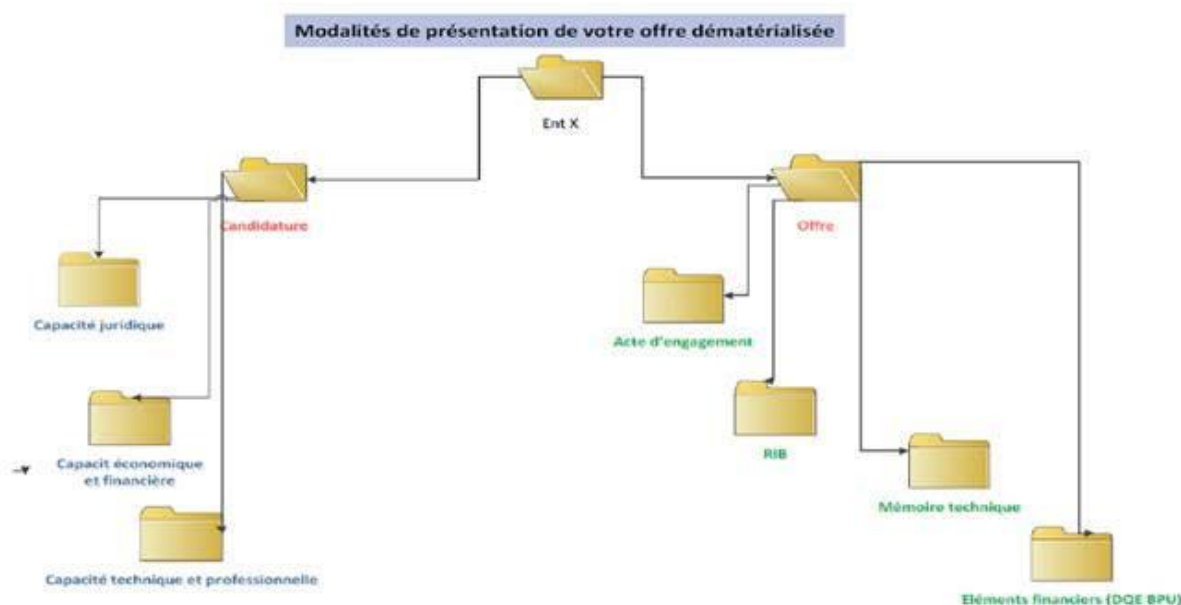 Modalités de présentation de votre offre dématérialisée
Ent X
Candidature
Offre
Capacité juridique
Acte d'engagement
Capacit économique
et financière
RIB
Mémoire technique
Capacité technique et professionnelle
Eléments financiers (DQE BPU)